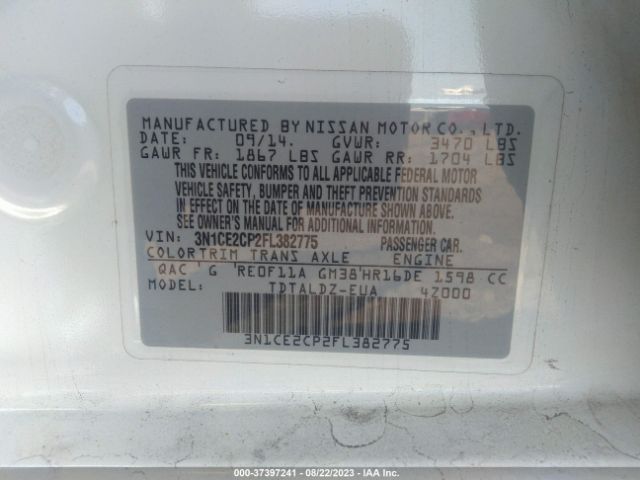 MANUFACTURED BY NISSAN MOTOR CO., LTD.
DATE: 09/14. GVWR: 3470 LBS
GAWR FR: 1867 LBS GAWR RR: 1704 LBS
THIS VEHICLE CONFORMS TO ALL APPLICABLE FEDERAL MOTOR
VEHICLE SAFETY, BUMPER AND THEFT PREVENTION STANDARDS
IN EFFECT ON THE DATE OF MANUFACTURE SHOWN ABOVE.
SEE OWNER'S MANUAL FOR ADDITIONAL INFORMATION.
VIN: 3N1CE2CP2FL382775 PASSENGER CAR.
COLOR TRIM TRANS AXLE ENGINE
QAC ' G 'RE0F11A GM38'HR16DE 1598 CC
MODEL: TDTALDZ-EUA 4Z000
3N1CE2CP2FL382775
000-37397241 - 08/22/2023 - IAA Inc.